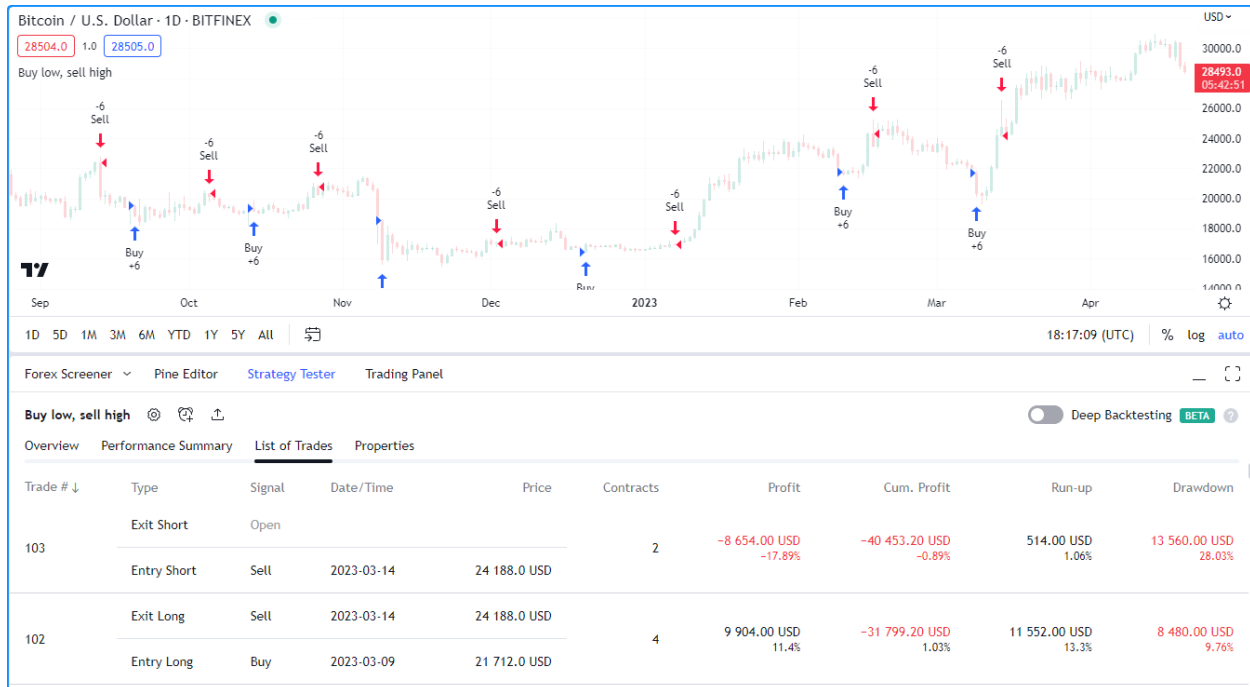 Bitcoin / U.S. Dollar · 1D · BITFINEX
USD
28504.0 1.0 28505.0
Buy low, sell high
30000.0
28493.0
05:42:51
26000.0
24000.0
22000.0
20000.0
18000.0
16000.0
14000.0
-6
Sell
-6
Sell
-6
Sell
-6
Sell
-6
Sell
-6
Sell
-6
Sell
Buy
+6
Buy
+6
Buy
Buy
+6
Buy
+6
Sep Oct Nov Dec 2023 Feb Mar Apr
1D 5D 1M 3M 6M YTD 1Y 5Y All 18:17:09 (UTC) % log auto
Forex Screener Pine Editor Strategy Tester Trading Panel
Buy low, sell high Deep Backtesting BETA ?
Overview Performance Summary List of Trades Properties
Trade # ↓ Type Signal Date/Time Price Contracts Profit Cum. Profit Run-up Drawdown
103
Exit Short Open
Entry Short Sell 2023-03-14 24 188.0 USD
2
−8 654.00 USD −40 453.20 USD 514.00 USD 13 560.00 USD
−17.89% −0.89% 1.06% 28.03%
102
Exit Long Sell 2023-03-14 24 188.0 USD
Entry Long Buy 2023-03-09 21 712.0 USD
4
9 904.00 USD −31 799.20 USD 11 552.00 USD 8 480.00 USD
11.4% 1.03% 13.3% 9.76%